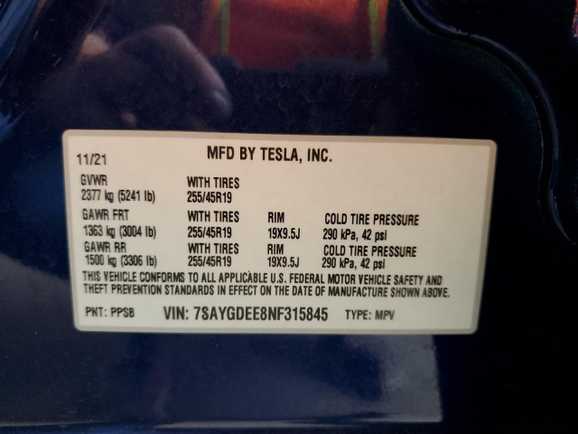 11/21 MFD BY TESLA, INC.
GVWR WITH TIRES
2377 kg (5241 lb) 255/45R19
GAWR FRT WITH TIRES RIM COLD TIRE PRESSURE
1363 kg (3004 lb) 255/45R19 19X9.5J 290 kPa, 42 psi
GAWR RR WITH TIRES RIM COLD TIRE PRESSURE
1500 kg (3306 lb) 255/45R19 19X9.5J 290 kPa, 42 psi
THIS VEHICLE CONFORMS TO ALL APPLICABLE U.S. FEDERAL MOTOR VEHICLE SAFETY AND
THEFT PREVENTION STANDARDS IN EFFECT ON THE DATE OF MANUFACTURE SHOWN ABOVE.
PNT: PPSB VIN: 7SAYGDEE8NF315845 TYPE: MPV